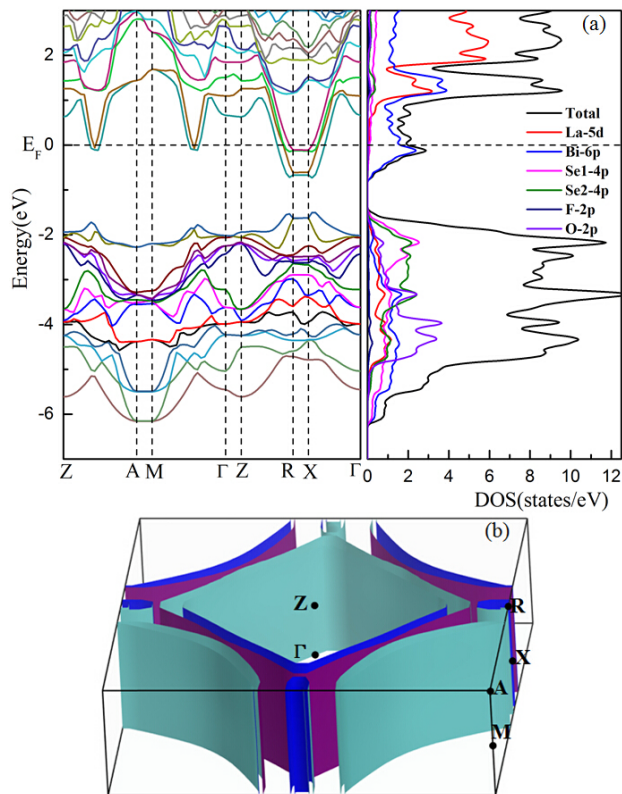 (a)
2
E_F
0
-2
-4
-6
Energy(eV)
Z A M Γ Z R X Γ
Total
La-5d
Bi-6p
Se1-4p
Se2-4p
F-2p
O-2p
0 2 4 6 8 10 12
DOS(states/eV)
(b)
Z
R
Γ
X
A
M